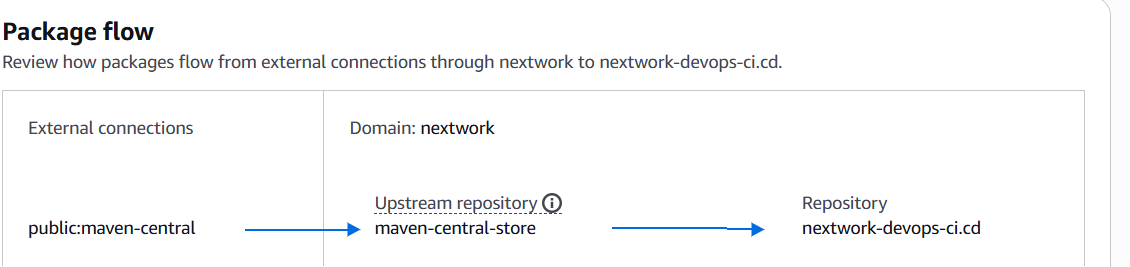 Package flow
Review how packages flow from external connections through nextwork to nextwork-devops-ci.cd.
External connections
Domain: nextwork
Upstream repository
Repository
public:maven-central
maven-central-store
nextwork-devops-ci.cd